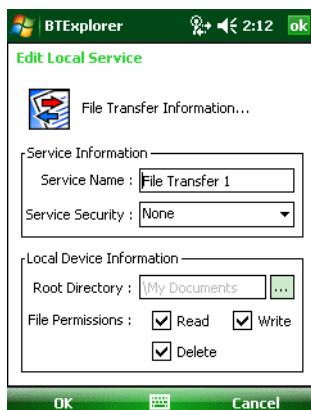 BTExplorer 2:12 ok
Edit Local Service
File Transfer Information...
Service Information
Service Name : File Transfer 1
Service Security : None
Local Device Information
Root Directory : \My Documents ...
File Permissions : Read Write
Delete
OK Cancel